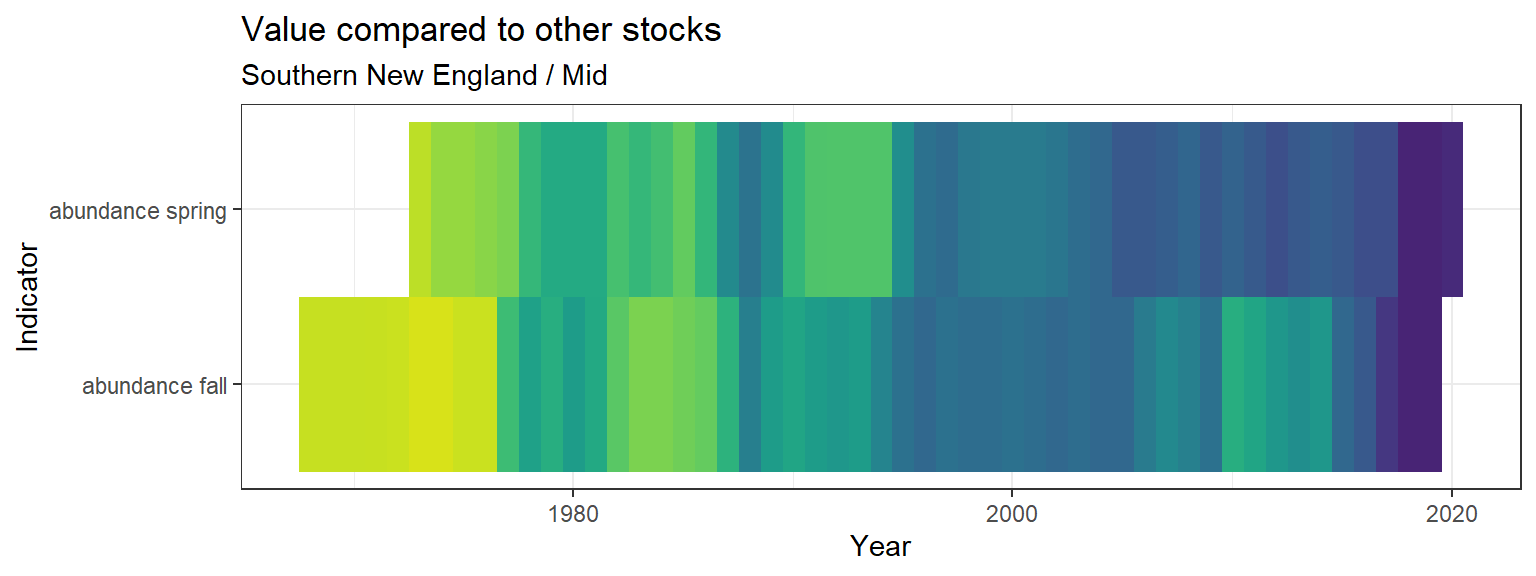 Value compared to other stocks
Southern New England / Mid
Indicator
abundance spring
abundance fall
1980
2000
2020
Year